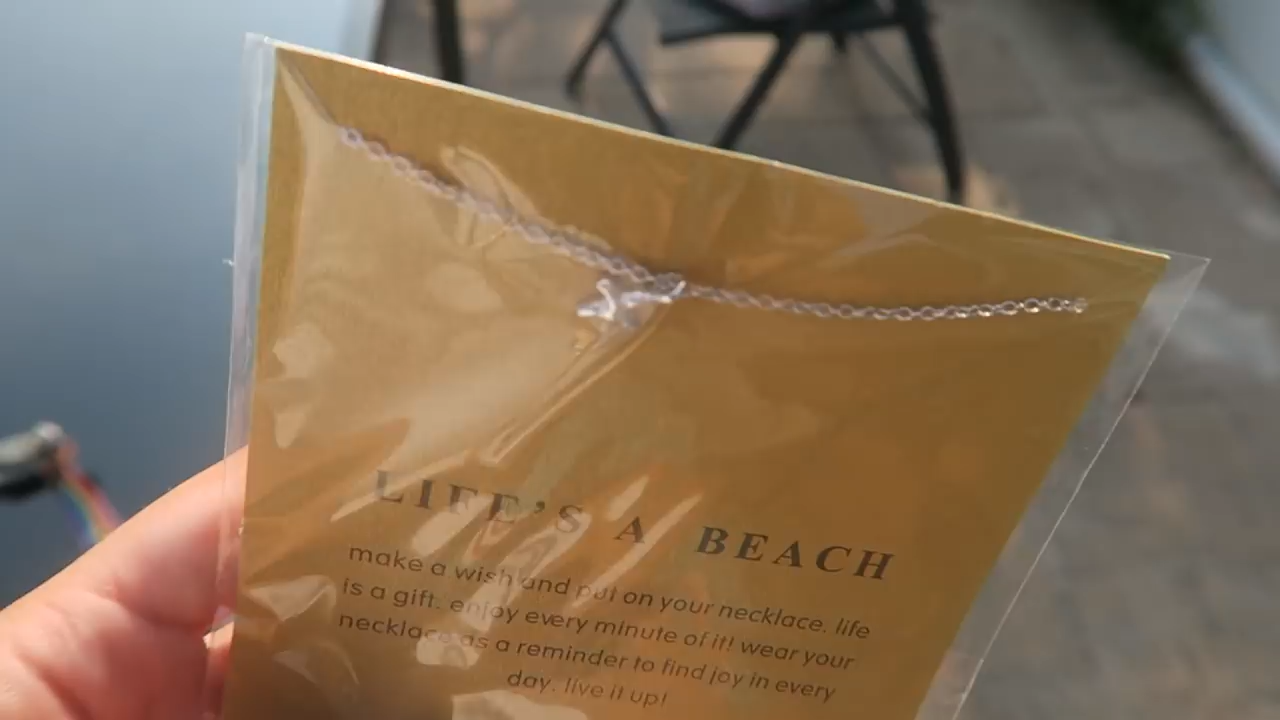 LIFE'S A BEACH
make a wish and put on your necklace. life
is a gift. enjoy every minute of it! wear your
necklace as a reminder to find joy in every
day. live it up!